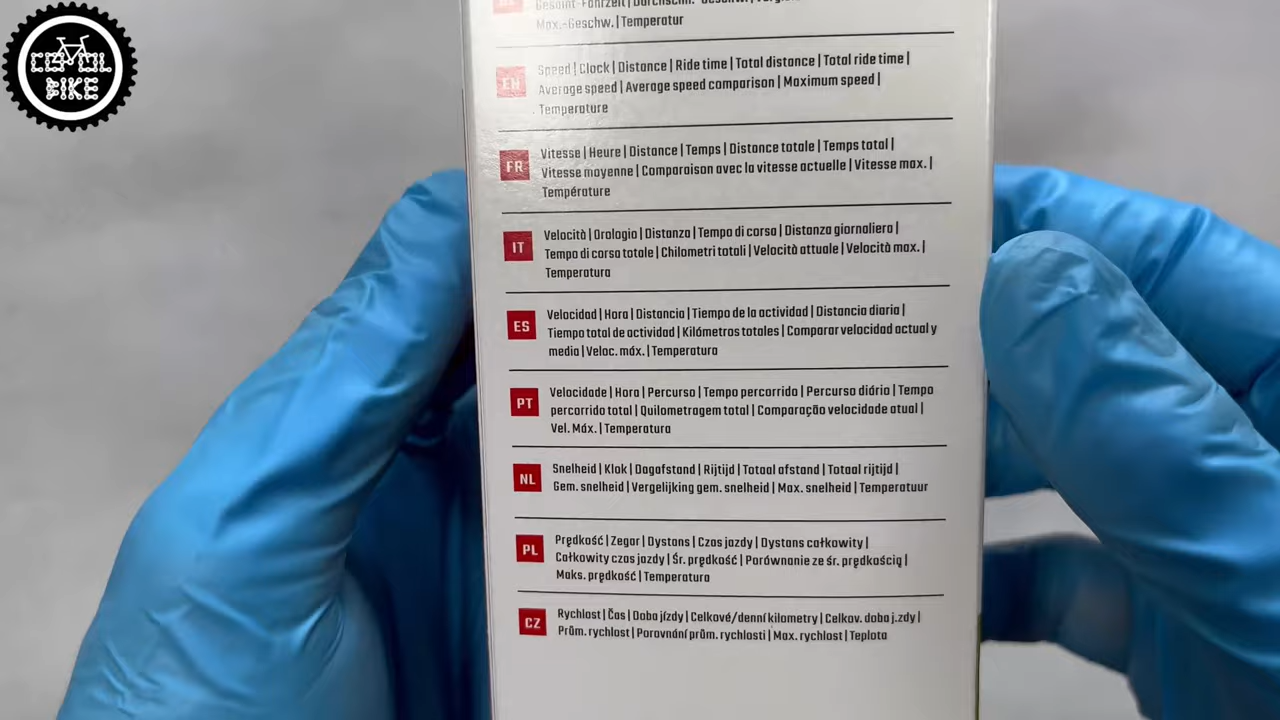 Gesamt-Fahrzeit | Durchschn.-Geschw. |
Max.-Geschw. | Temperatur
EN
Speed | Clock | Distance | Ride time | Total distance | Total ride time |
Average speed | Average speed comparison | Maximum speed |
Temperature
FR
Vitesse | Heure | Distance | Temps | Distance totale | Temps total |
Vitesse moyenne | Comparaison avec la vitesse actuelle | Vitesse max. |
Température
IT
Velocità | Orologio | Distanza | Tempo di corsa | Distanza giornaliera |
Tempo di corsa totale | Chilometri totali | Velocità attuale | Velocità max. |
Temperatura
ES
Velocidad | Hora | Distancia | Tiempo de la actividad | Distancia diaria |
Tiempo total de actividad | Kilómetros totales | Comparar velocidad actual y
media | Veloc. máx. | Temperatura
PT
Velocidade | Hora | Percurso | Tempo percorrido | Percurso diário | Tempo
percorrido total | Quilometragem total | Comparação velocidade atual |
Vel. Máx. | Temperatura
NL
Snelheid | Klok | Dagafstand | Rijtijd | Totaal afstand | Totaal rijtijd |
Gem. snelheid | Vergelijking gem. snelheid | Max. snelheid | Temperatuur
PL
Prędkość | Zegar | Dystans | Czas jazdy | Dystans całkowity |
Całkowity czas jazdy | Śr. prędkość | Porównanie ze śr. prędkością |
Maks. prędkość | Temperatura
CZ
Rychlost | Čas | Doba jízdy | Celkové/denní kilometry | Celkov. doba j.zdy |
Prům. rychlost | Porovnání prům. rychlosti | Max. rychlost | Teplota
BIKE